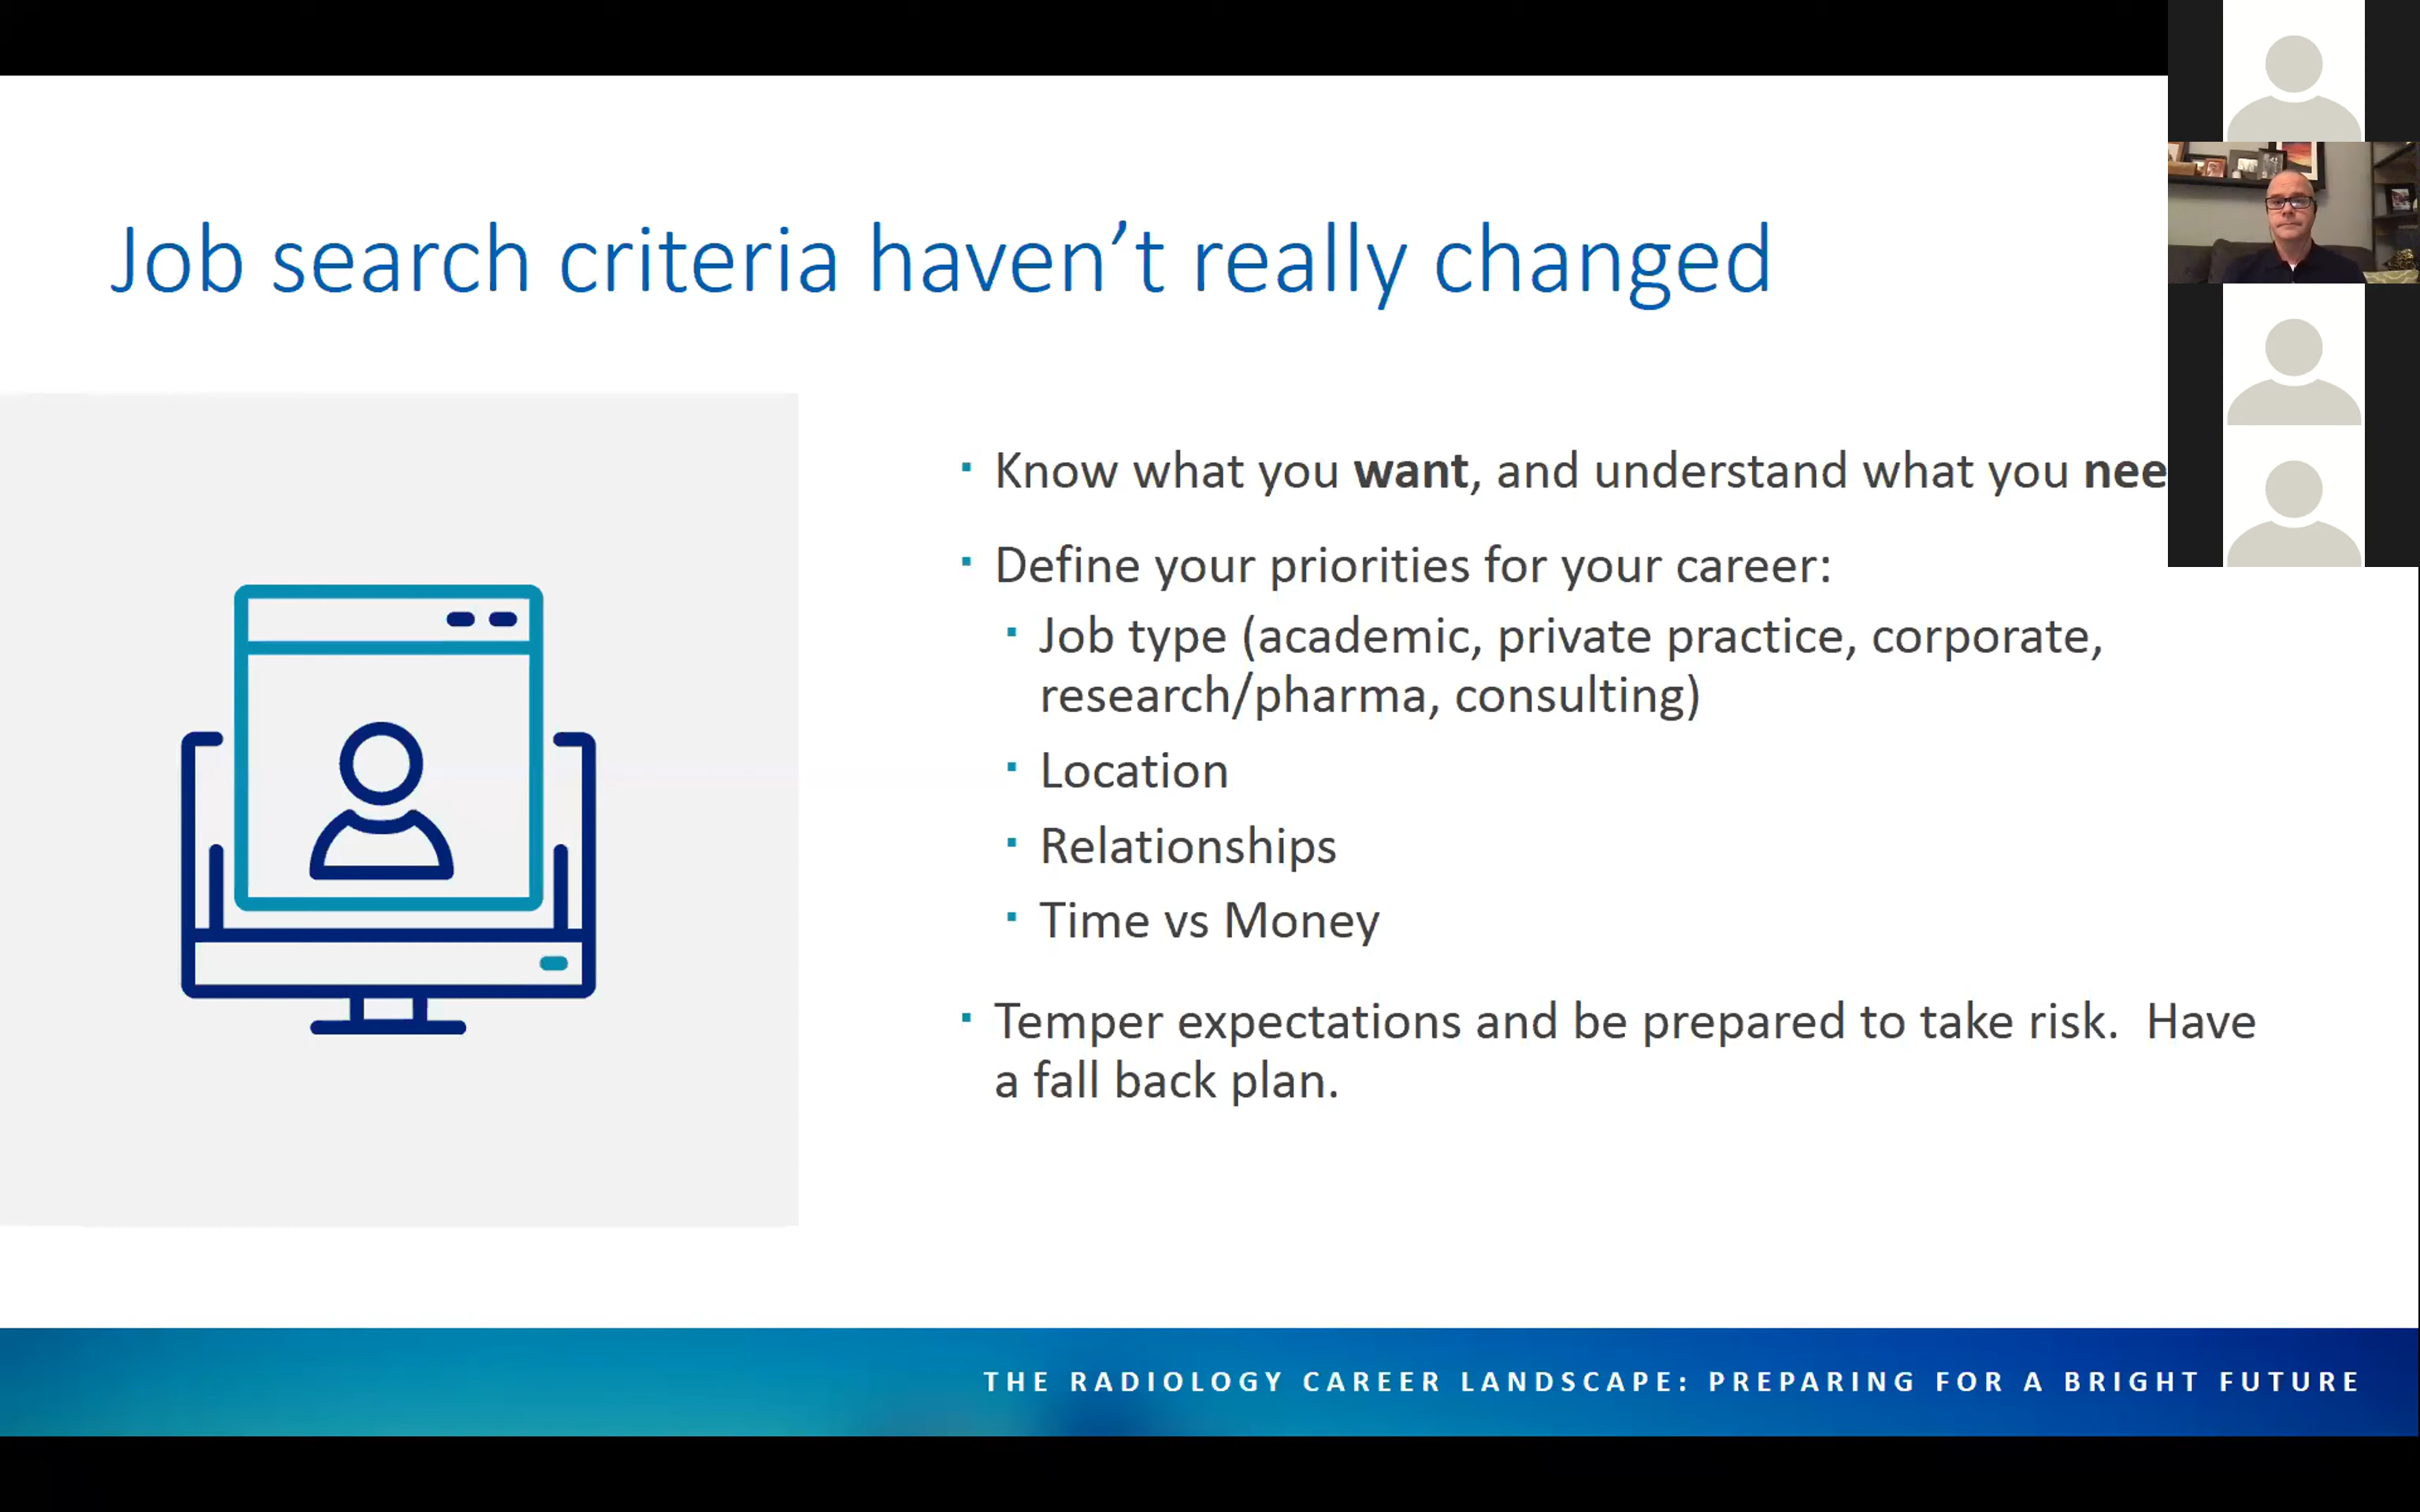 Job search criteria haven’t really changed
Know what you want, and understand what you nee
Define your priorities for your career:
Job type (academic, private practice, corporate,
research/pharma, consulting)
Location
Relationships
Time vs Money
Temper expectations and be prepared to take risk.  Have
a fall back plan.
THE RADIOLOGY CAREER LANDSCAPE: PREPARING FOR A BRIGHT FUTURE